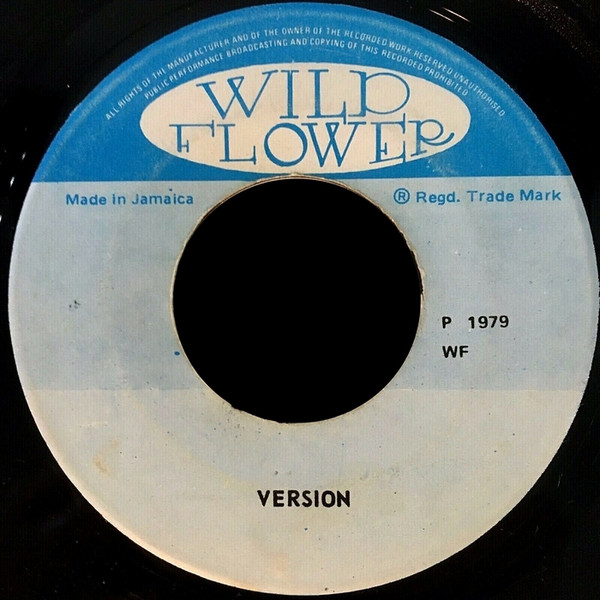 ALL RIGHTS OF THE MANUFACTURER AND OF THE OWNER OF THE RECORDED WORK RESERVED UNAUTHORISED
PUBLIC PERFORMANCE BROADCASTING AND COPYING OF THIS RECORDED PROHIBITED
WILD
FLOWER
Made In Jamaica
® Regd. Trade Mark
P 1979
WF
VERSION